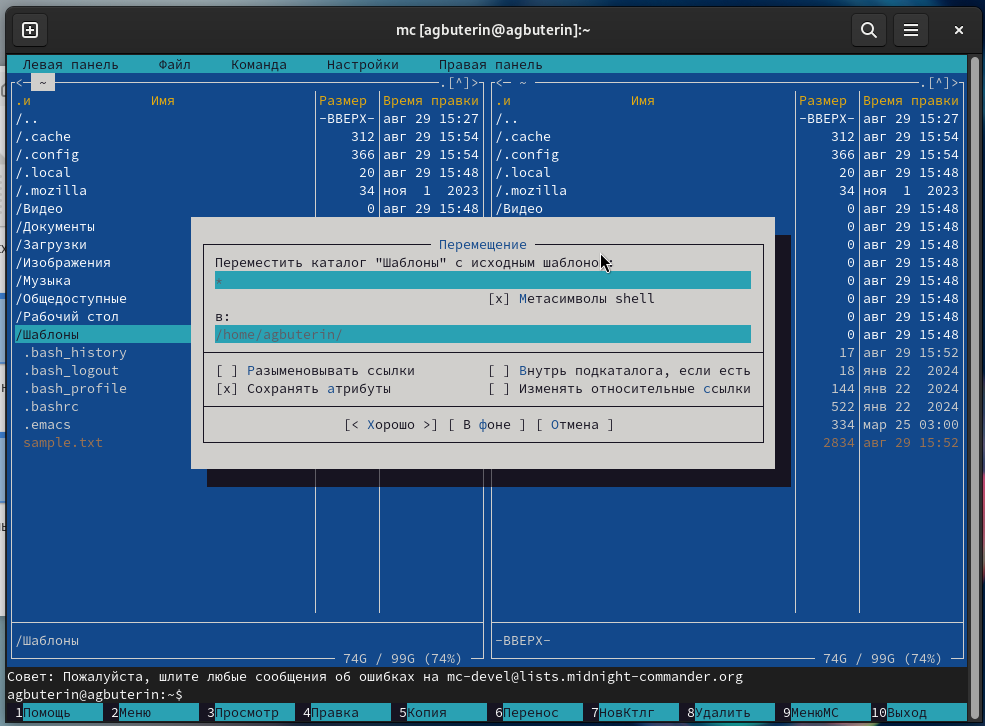 mc [agbuterin@agbuterin]:~
Левая панель Файл Команда Настройки Правая панель
<─ ~ .[^]> <─ ~ .[^]>
.и Имя Размер Время правки .и Имя Размер Время правки
/.. -ВВЕРХ- авг 29 15:27 /.. -ВВЕРХ- авг 29 15:27
/.cache 312 авг 29 15:54 /.cache 312 авг 29 15:54
/.config 366 авг 29 15:54 /.config 366 авг 29 15:54
/.local 20 авг 29 15:48 /.local 20 авг 29 15:48
/.mozilla 34 ноя 1 2023 /.mozilla 34 ноя 1 2023
/Видео 0 авг 29 15:48 /Видео 0 авг 29 15:48
/Документы 0 авг 29 15:48
/Загрузки Перемещение 0 авг 29 15:48
/Изображения Переместить каталог "Шаблоны" с исходным шаблоном: 0 авг 29 15:48
/Музыка * 0 авг 29 15:48
/Общедоступные [x] Метасимволы shell 0 авг 29 15:48
/Рабочий стол в: 0 авг 29 15:48
/Шаблоны /home/agbuterin/ 0 авг 29 15:48
.bash_history 17 авг 29 15:52
.bash_logout [ ] Разыменовывать ссылки [ ] Внутрь подкаталога, если есть 18 янв 22 2024
.bash_profile [x] Сохранять атрибуты [ ] Изменять относительные ссылки 144 янв 22 2024
.bashrc 522 янв 22 2024
.emacs [< Хорошо >] [ В фоне ] [ Отмена ] 334 мар 25 03:00
sample.txt 2834 авг 29 15:52
/Шаблоны -ВВЕРХ-
74G / 99G (74%) 74G / 99G (74%)
Совет: Пожалуйста, шлите любые сообщения об ошибках на mc-devel@lists.midnight-commander.org
agbuterin@agbuterin:~$
1Помощь 2Меню 3Просмотр 4Правка 5Копия 6Перенос 7НовКтлг 8Удалить 9МенюMC 10Выход